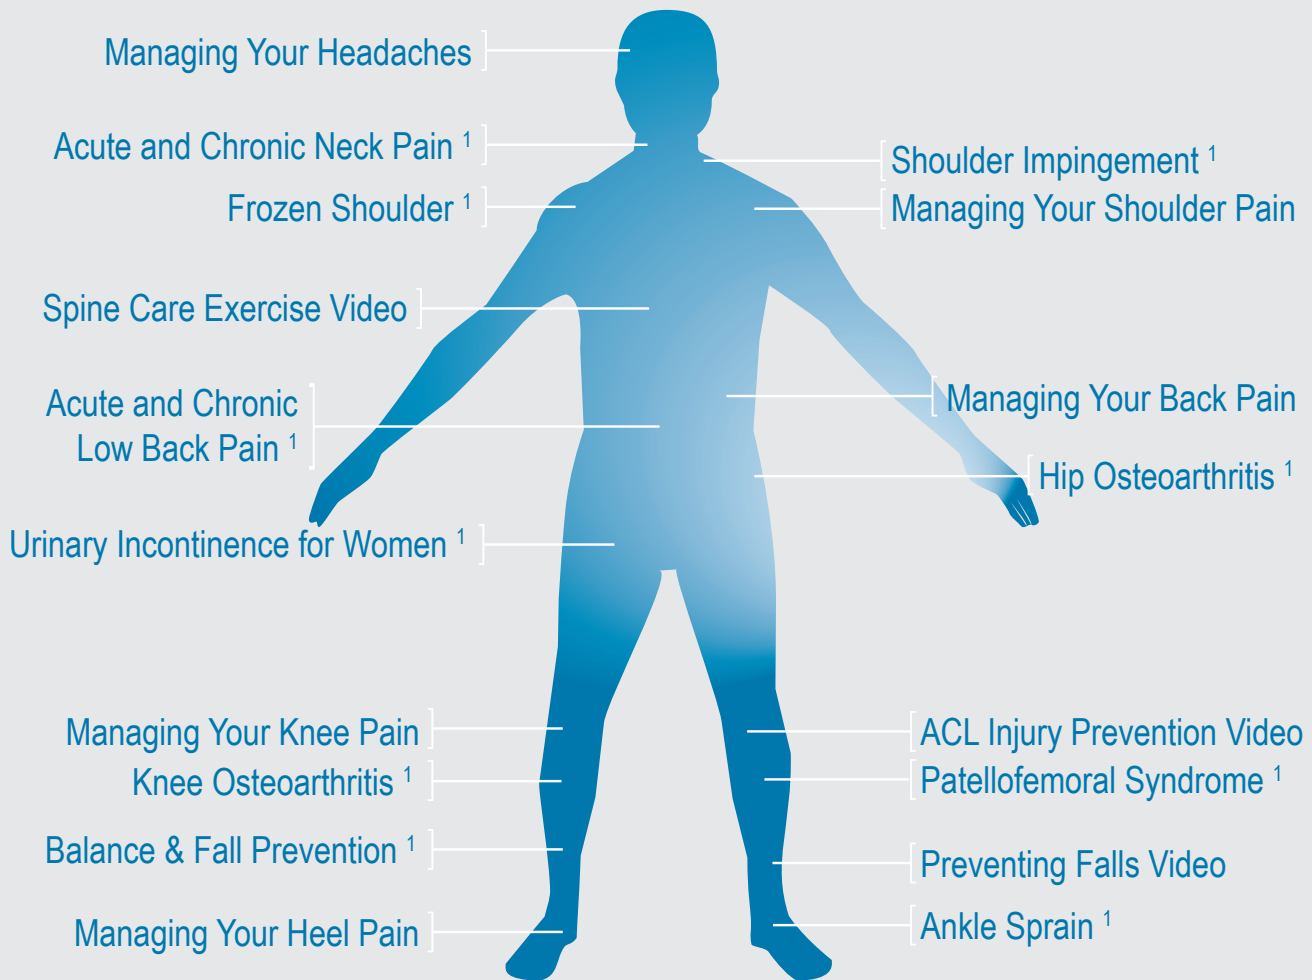 Managing Your Headaches
Acute and Chronic Neck Pain 1
Frozen Shoulder 1
Spine Care Exercise Video
Acute and Chronic
Low Back Pain 1
Urinary Incontinence for Women 1
Managing Your Knee Pain
Knee Osteoarthritis 1
Balance & Fall Prevention 1
Managing Your Heel Pain
Shoulder Impingement 1
Managing Your Shoulder Pain
Managing Your Back Pain
Hip Osteoarthritis 1
ACL Injury Prevention Video
Patellofemoral Syndrome 1
Preventing Falls Video
Ankle Sprain 1